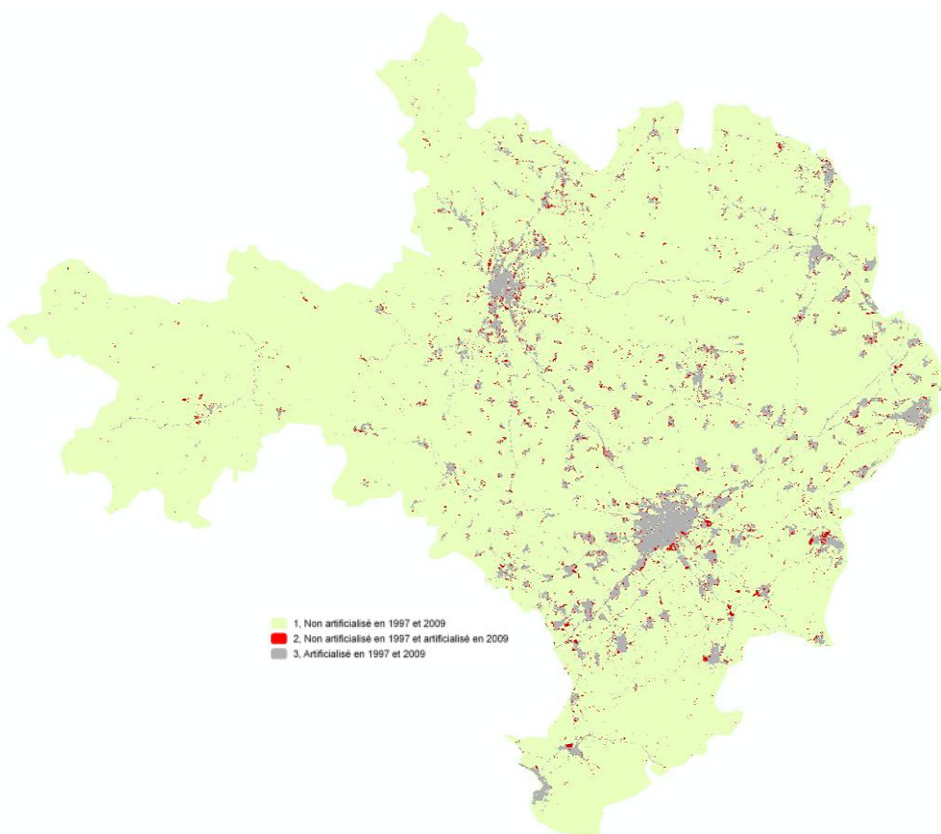 1, Non artificialisé en 1997 et 2009
2, Non artificialisé en 1997 et artificialisé en 2009
3, Artificialisé en 1997 et 2009